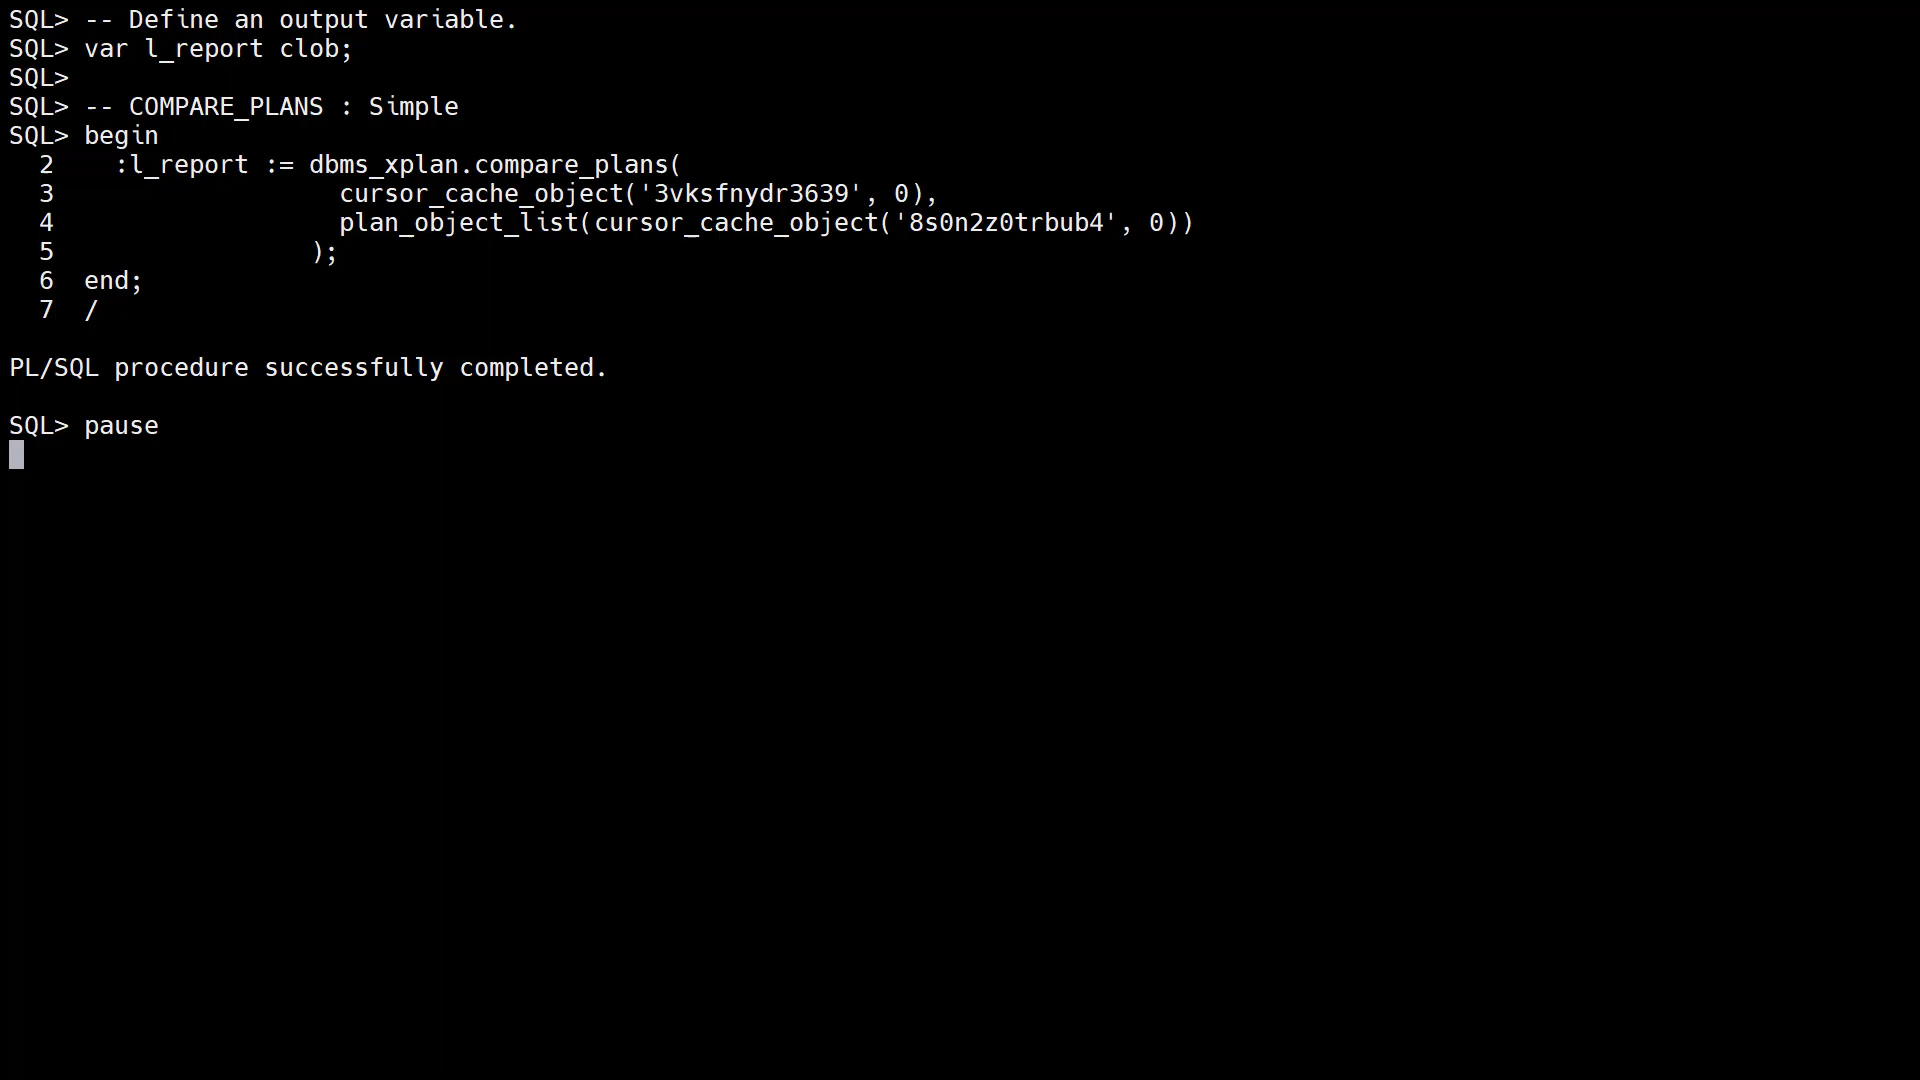 SQL> -- Define an output variable.
SQL> var l_report clob;
SQL>
SQL> -- COMPARE_PLANS : Simple
SQL> begin
  2    :l_report := dbms_xplan.compare_plans(
  3                   cursor_cache_object('3vksfnydr3639', 0),
  4                   plan_object_list(cursor_cache_object('8s0n2z0trbub4', 0))
  5                 );
  6  end;
  7  /
PL/SQL procedure successfully completed.
SQL> pause